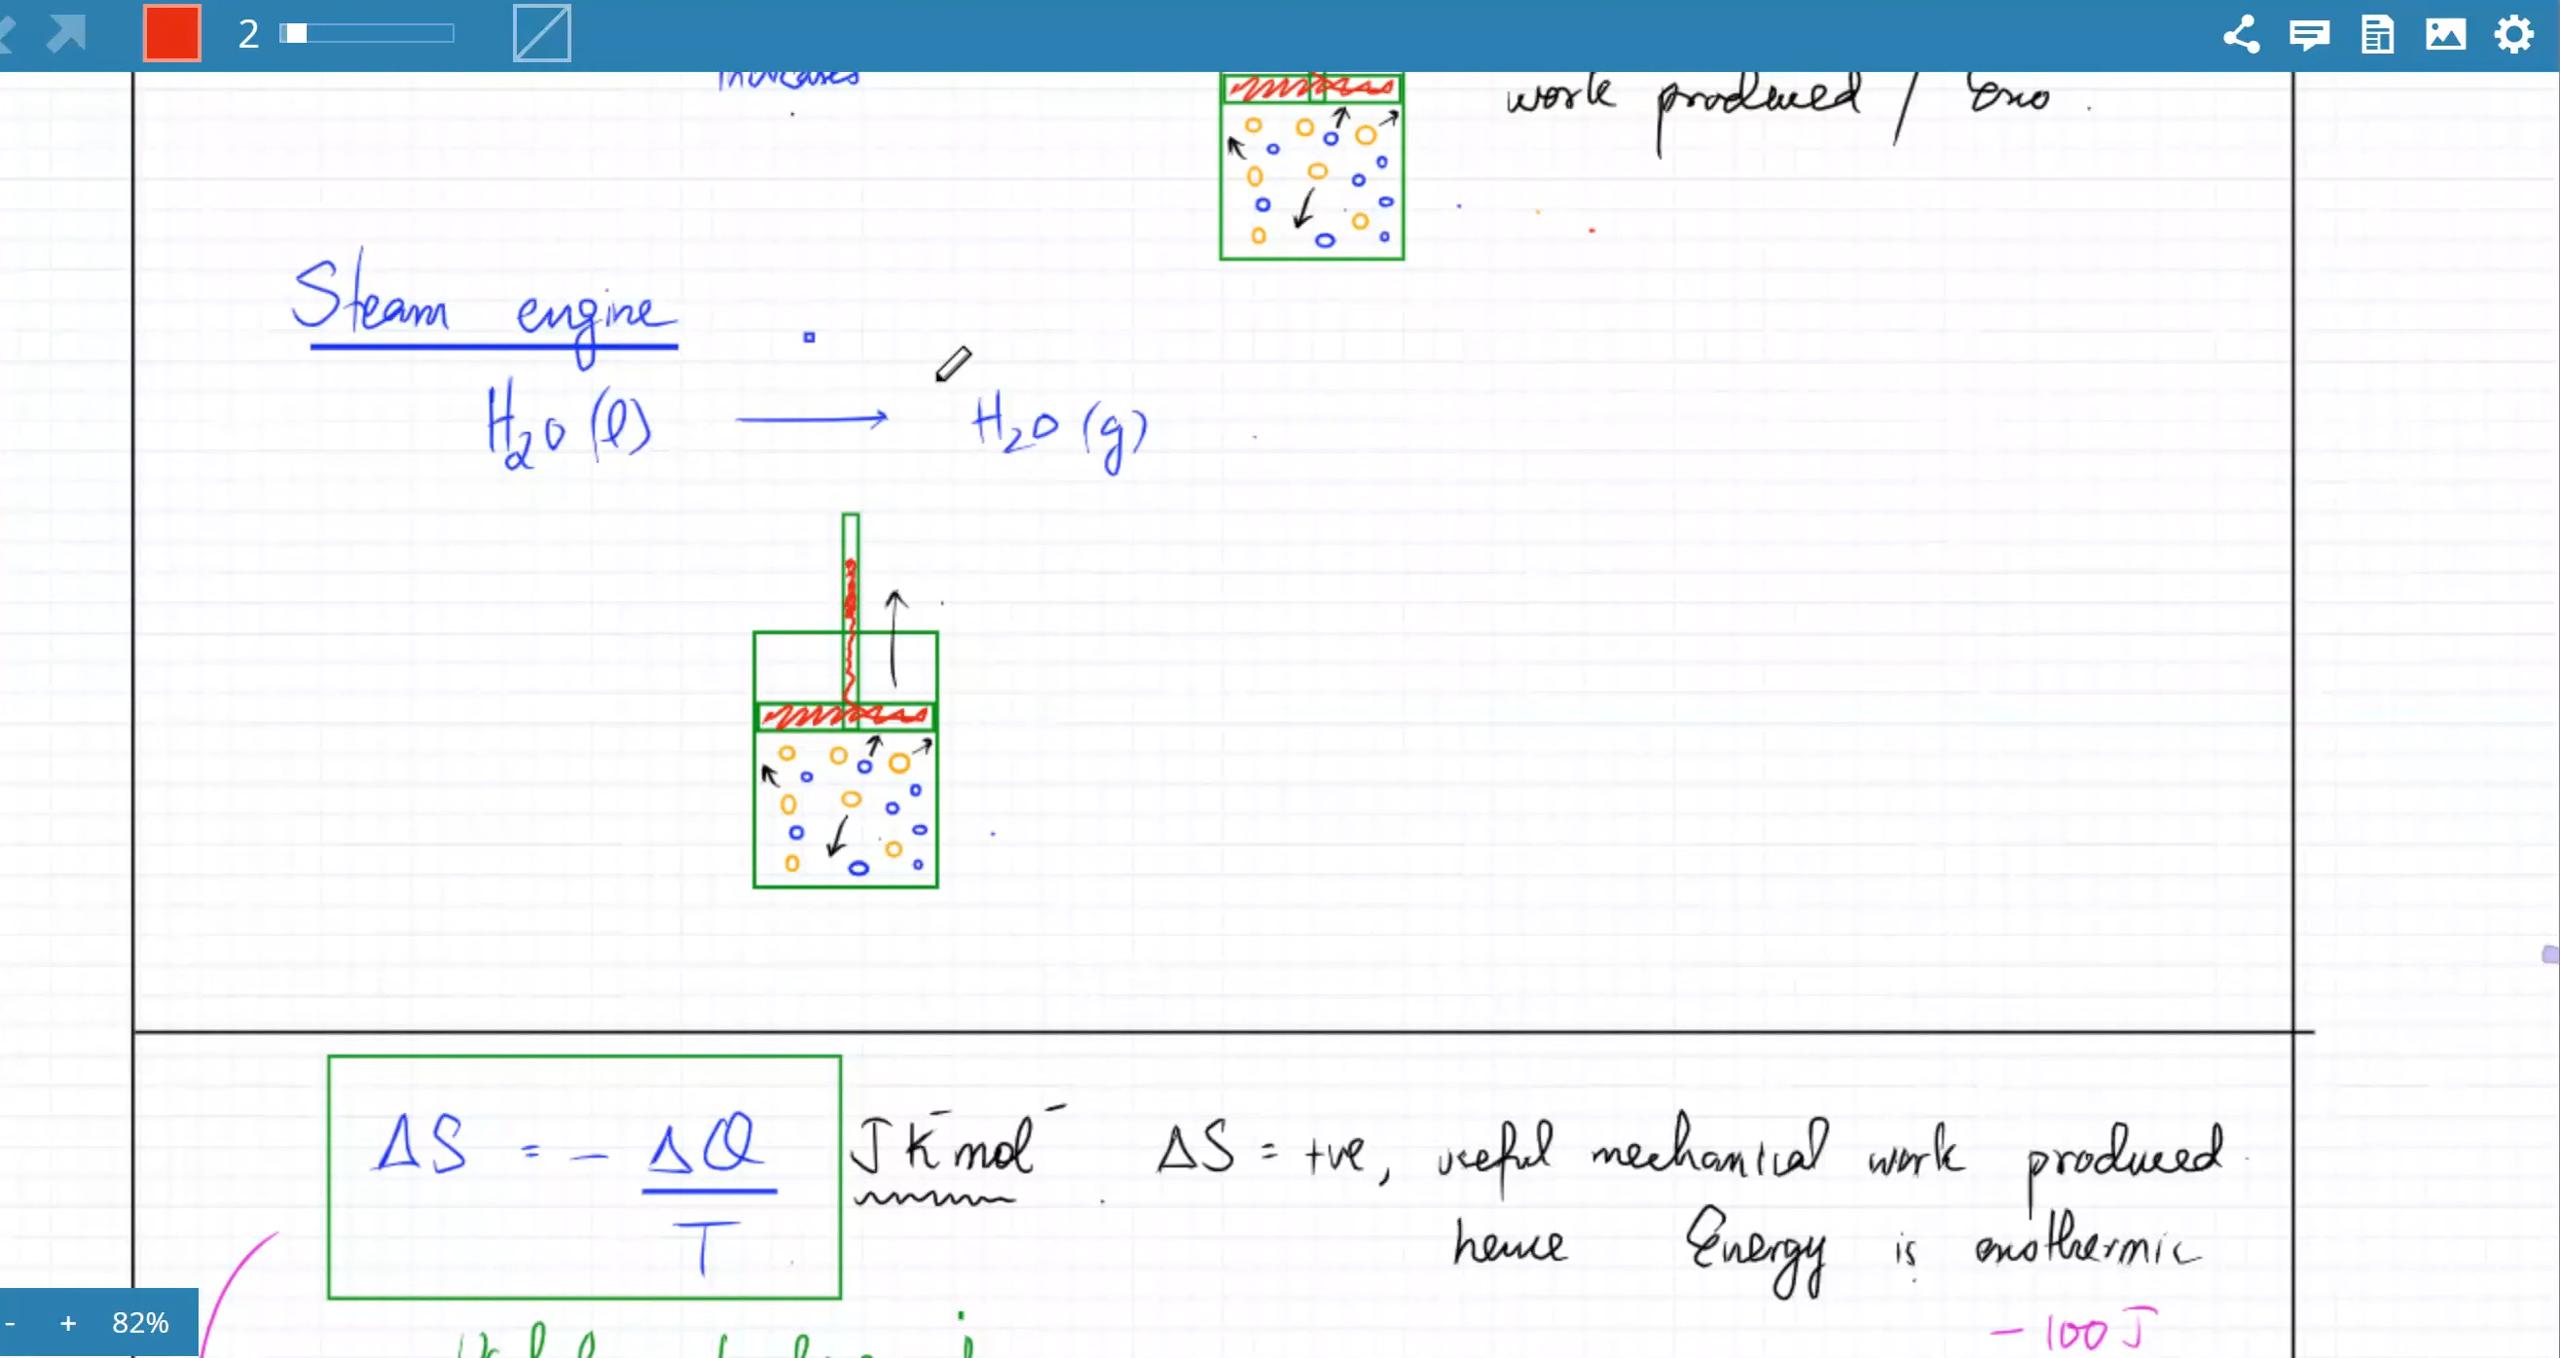 2
increases
work produced / Exo.
Steam engine
H₂O (l) ⟶ H₂O (g)
ΔS = - ΔQ / T
J K⁻ mol⁻
ΔS = +ve, useful mechanical work produced
hence Energy is exothermic
- 100 J
- + 82%